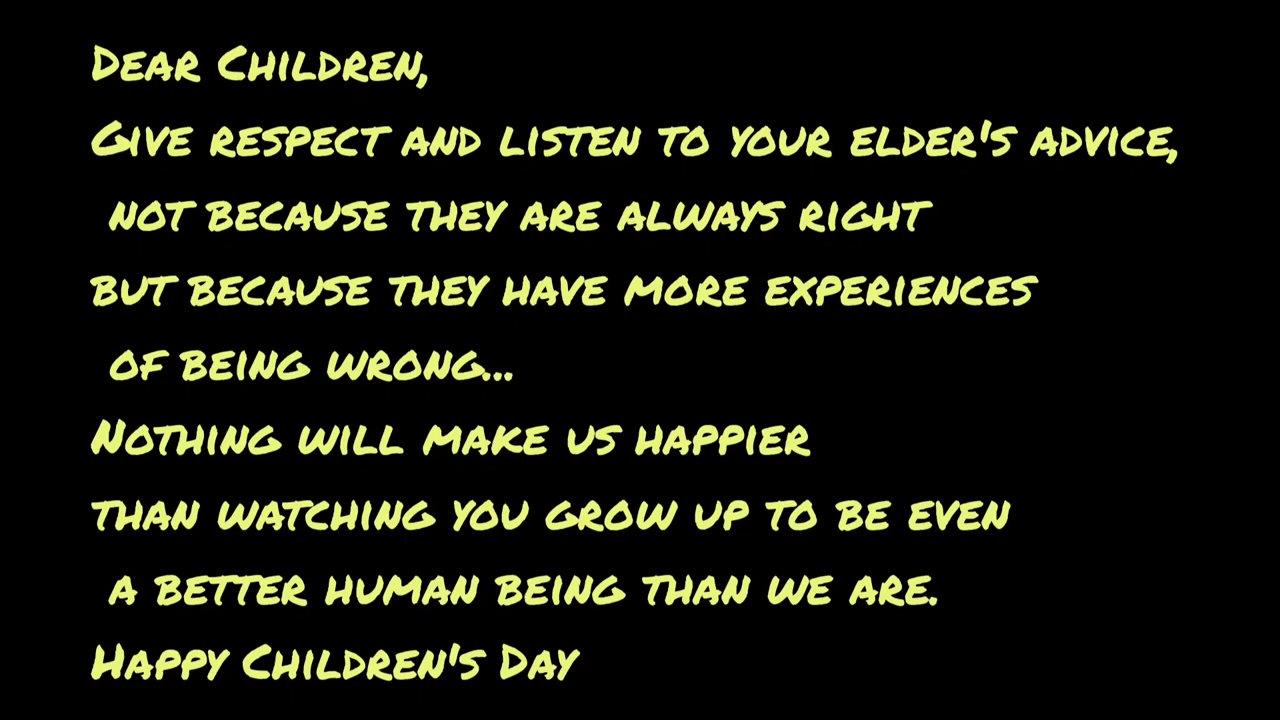 Dear Children,
Give respect and listen to your elder's advice,
not because they are always right
but because they have more experiences
of being wrong...
Nothing will make us happier
than watching you grow up to be even
a better human being than we are.
Happy Children's Day